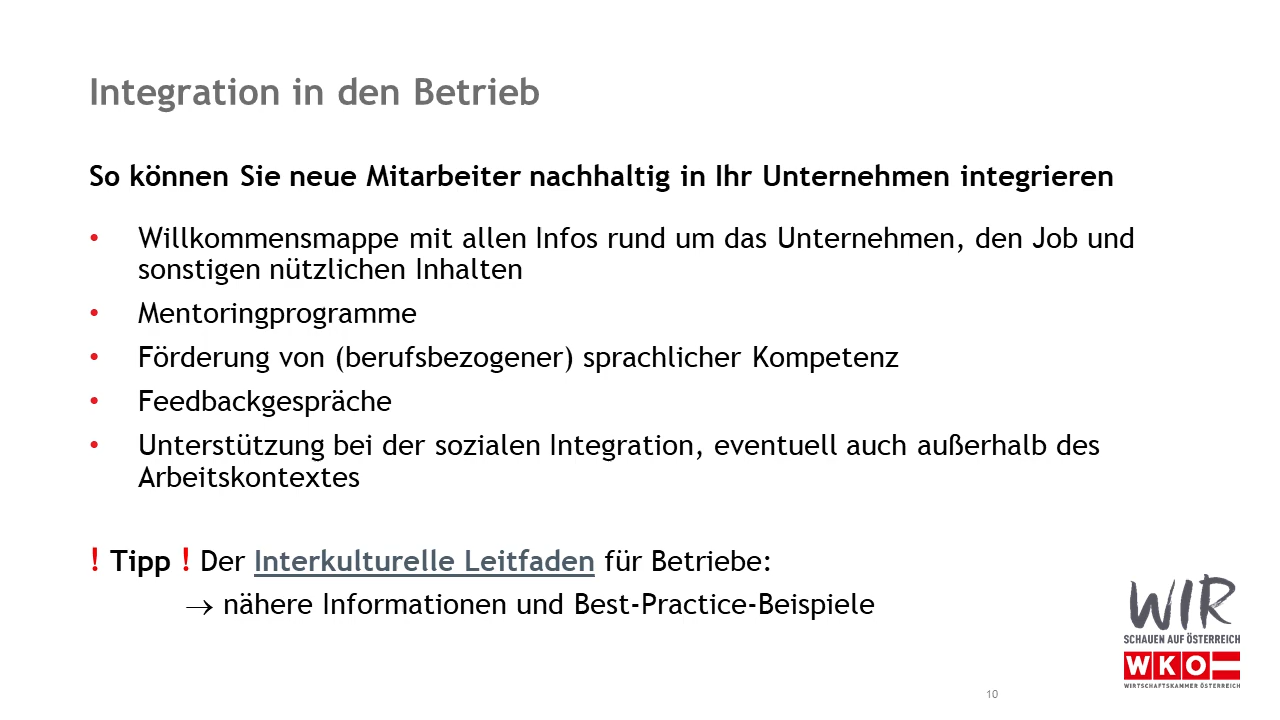 Integration in den Betrieb
So können Sie neue Mitarbeiter nachhaltig in Ihr Unternehmen integrieren
• Willkommensmappe mit allen Infos rund um das Unternehmen, den Job und
sonstigen nützlichen Inhalten
• Mentoringprogramme
• Förderung von (berufsbezogener) sprachlicher Kompetenz
• Feedbackgespräche
• Unterstützung bei der sozialen Integration, eventuell auch außerhalb des
Arbeitskontextes
! Tipp ! Der Interkulturelle Leitfaden für Betriebe:
→ nähere Informationen und Best-Practice-Beispiele
WIR
SCHAUEN AUF ÖSTERREICH
WKO
WIRTSCHAFTSKAMMER ÖSTERREICH
10